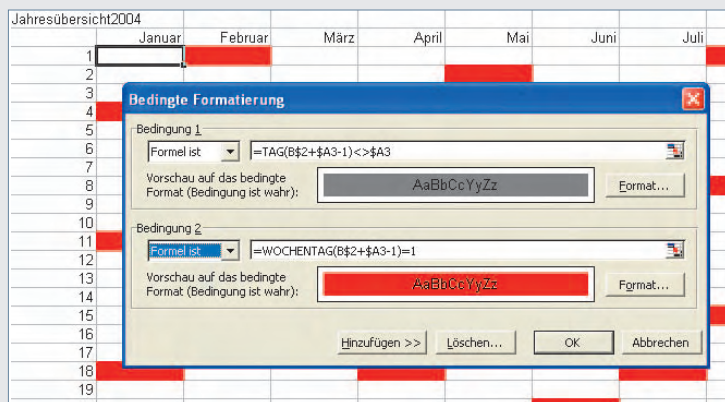 Jahresübersicht2004
Januar Februar März April Mai Juni Juli
1
2
3
4
5
6
7
8
9
10
11
12
13
14
15
16
17
18
19
Bedingte Formatierung
Bedingung 1
Formel ist =TAG(B$2+$A3-1)<>$A3
Vorschau auf das bedingte
Format (Bedingung ist wahr):
AaBbCcYyZz
Format...
Bedingung 2
Formel ist =WOCHENTAG(B$2+$A3-1)=1
Vorschau auf das bedingte
Format (Bedingung ist wahr):
AaBbCcYyZz
Format...
Hinzufügen >> Löschen... OK Abbrechen